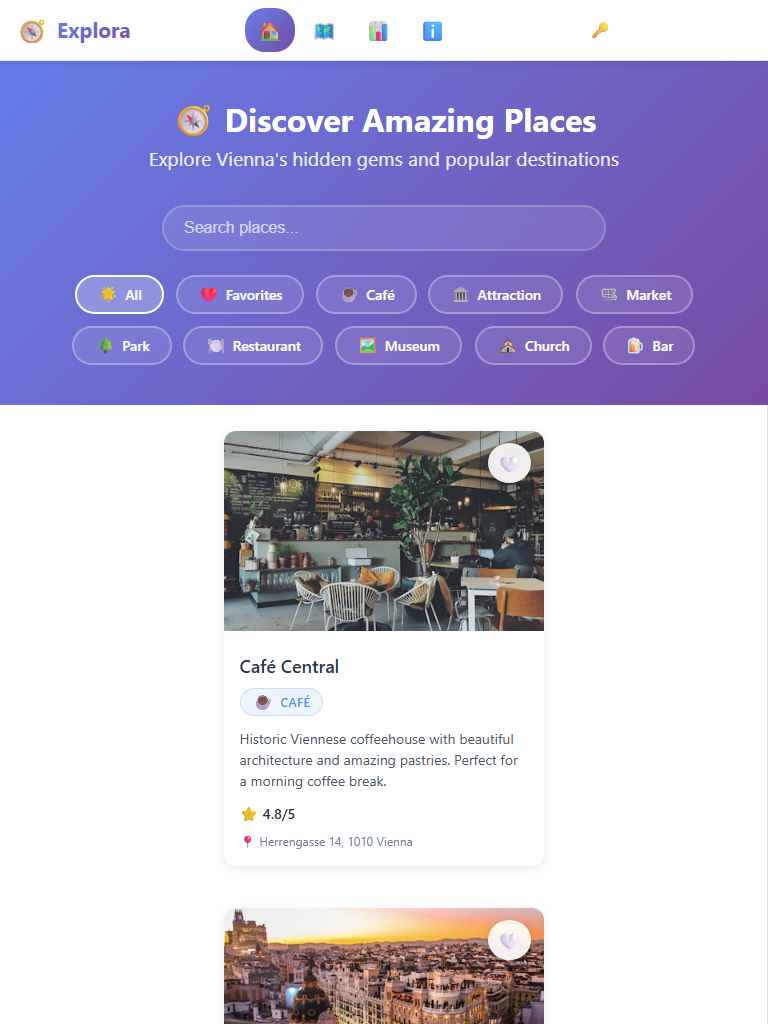 Explora
Discover Amazing Places
Explore Vienna's hidden gems and popular destinations
Search places...
All
Favorites
Café
Attraction
Market
Park
Restaurant
Museum
Church
Bar
Café Central
CAFÉ
Historic Viennese coffeehouse with beautiful
architecture and amazing pastries. Perfect for
a morning coffee break.
4.8/5
Herrengasse 14, 1010 Vienna